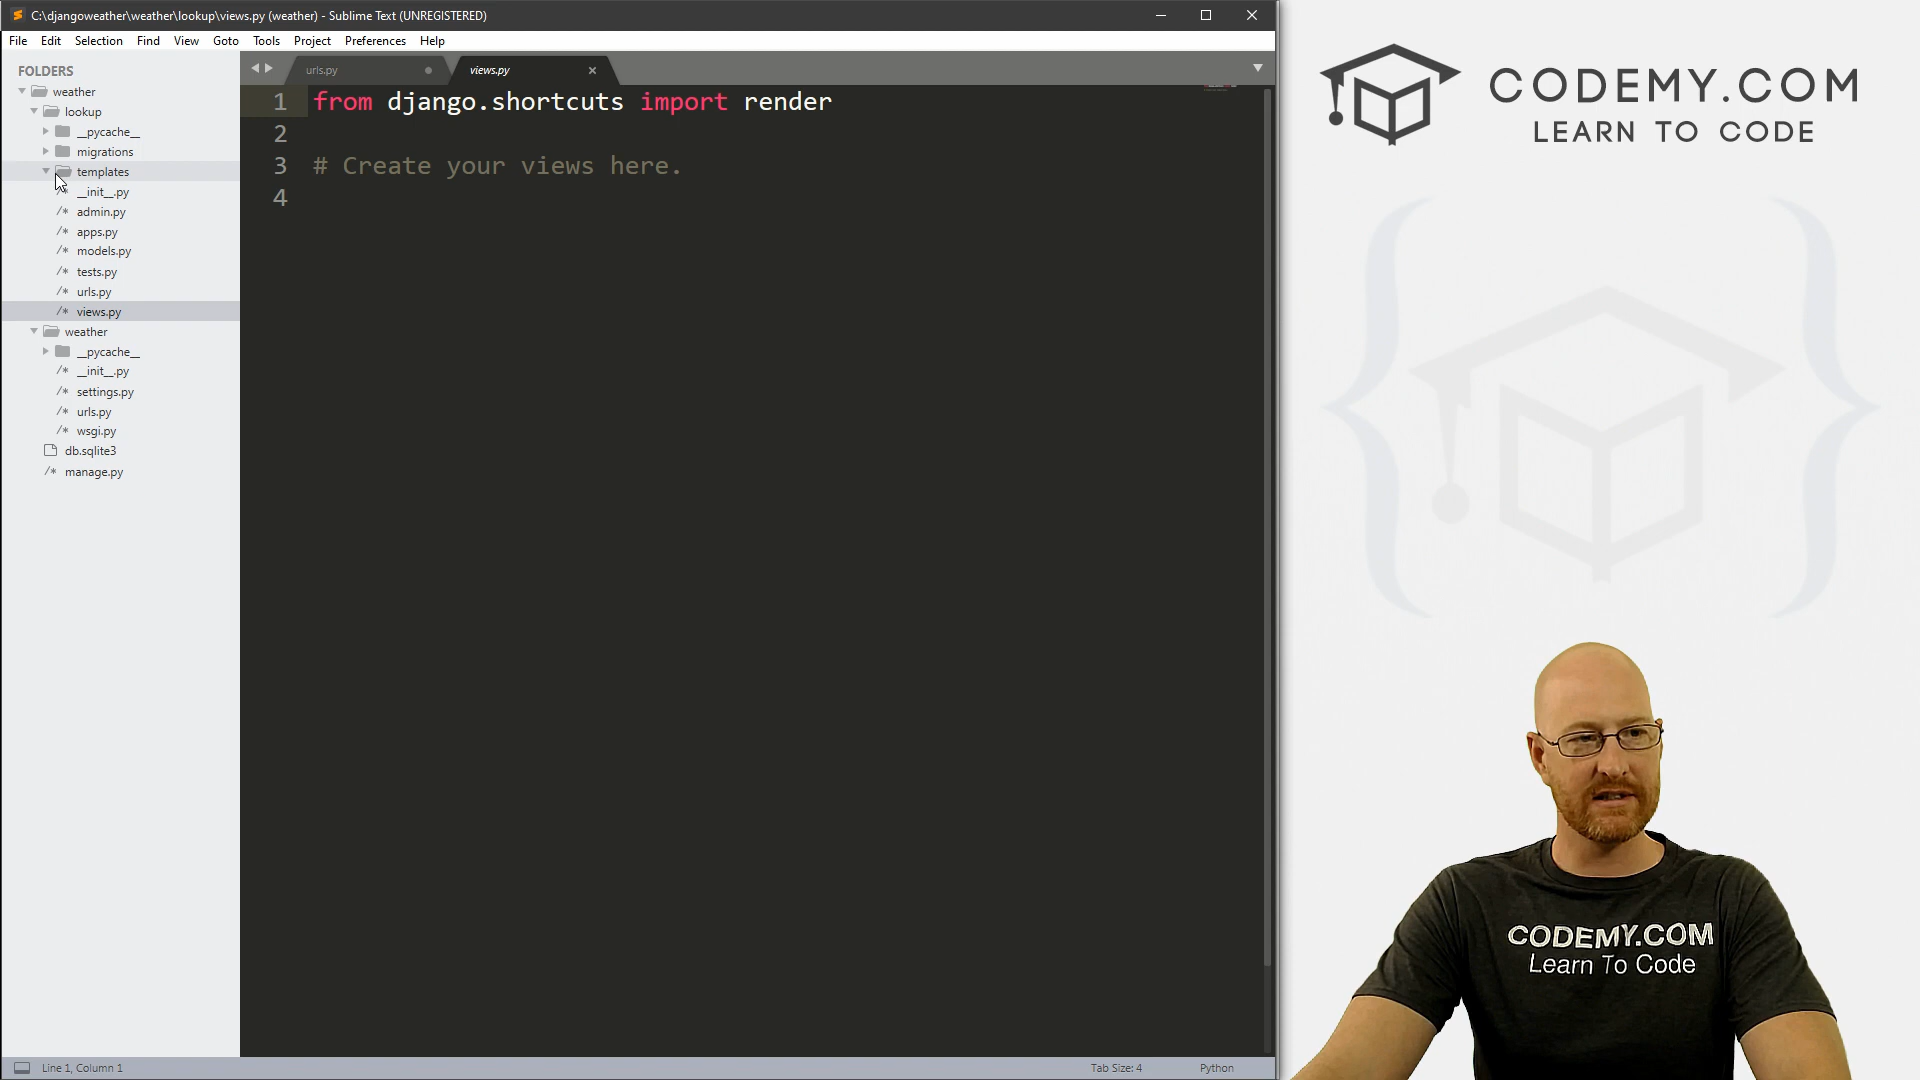 C:\djangoweather\weather\lookup\views.py (weather) - Sublime Text (UNREGISTERED)
File Edit Selection Find View Goto Tools Project Preferences Help
FOLDERS
weather
lookup
__pycache__
migrations
templates
__init__.py
admin.py
apps.py
models.py
tests.py
urls.py
views.py
weather
__pycache__
__init__.py
settings.py
urls.py
wsgi.py
db.sqlite3
manage.py
urls.py views.py
1 from django.shortcuts import render
2
3 # Create your views here.
4
Line 1, Column 1 Tab Size: 4 Python
CODEMY.COM
LEARN TO CODE
CODEMY.COM
Learn To Code